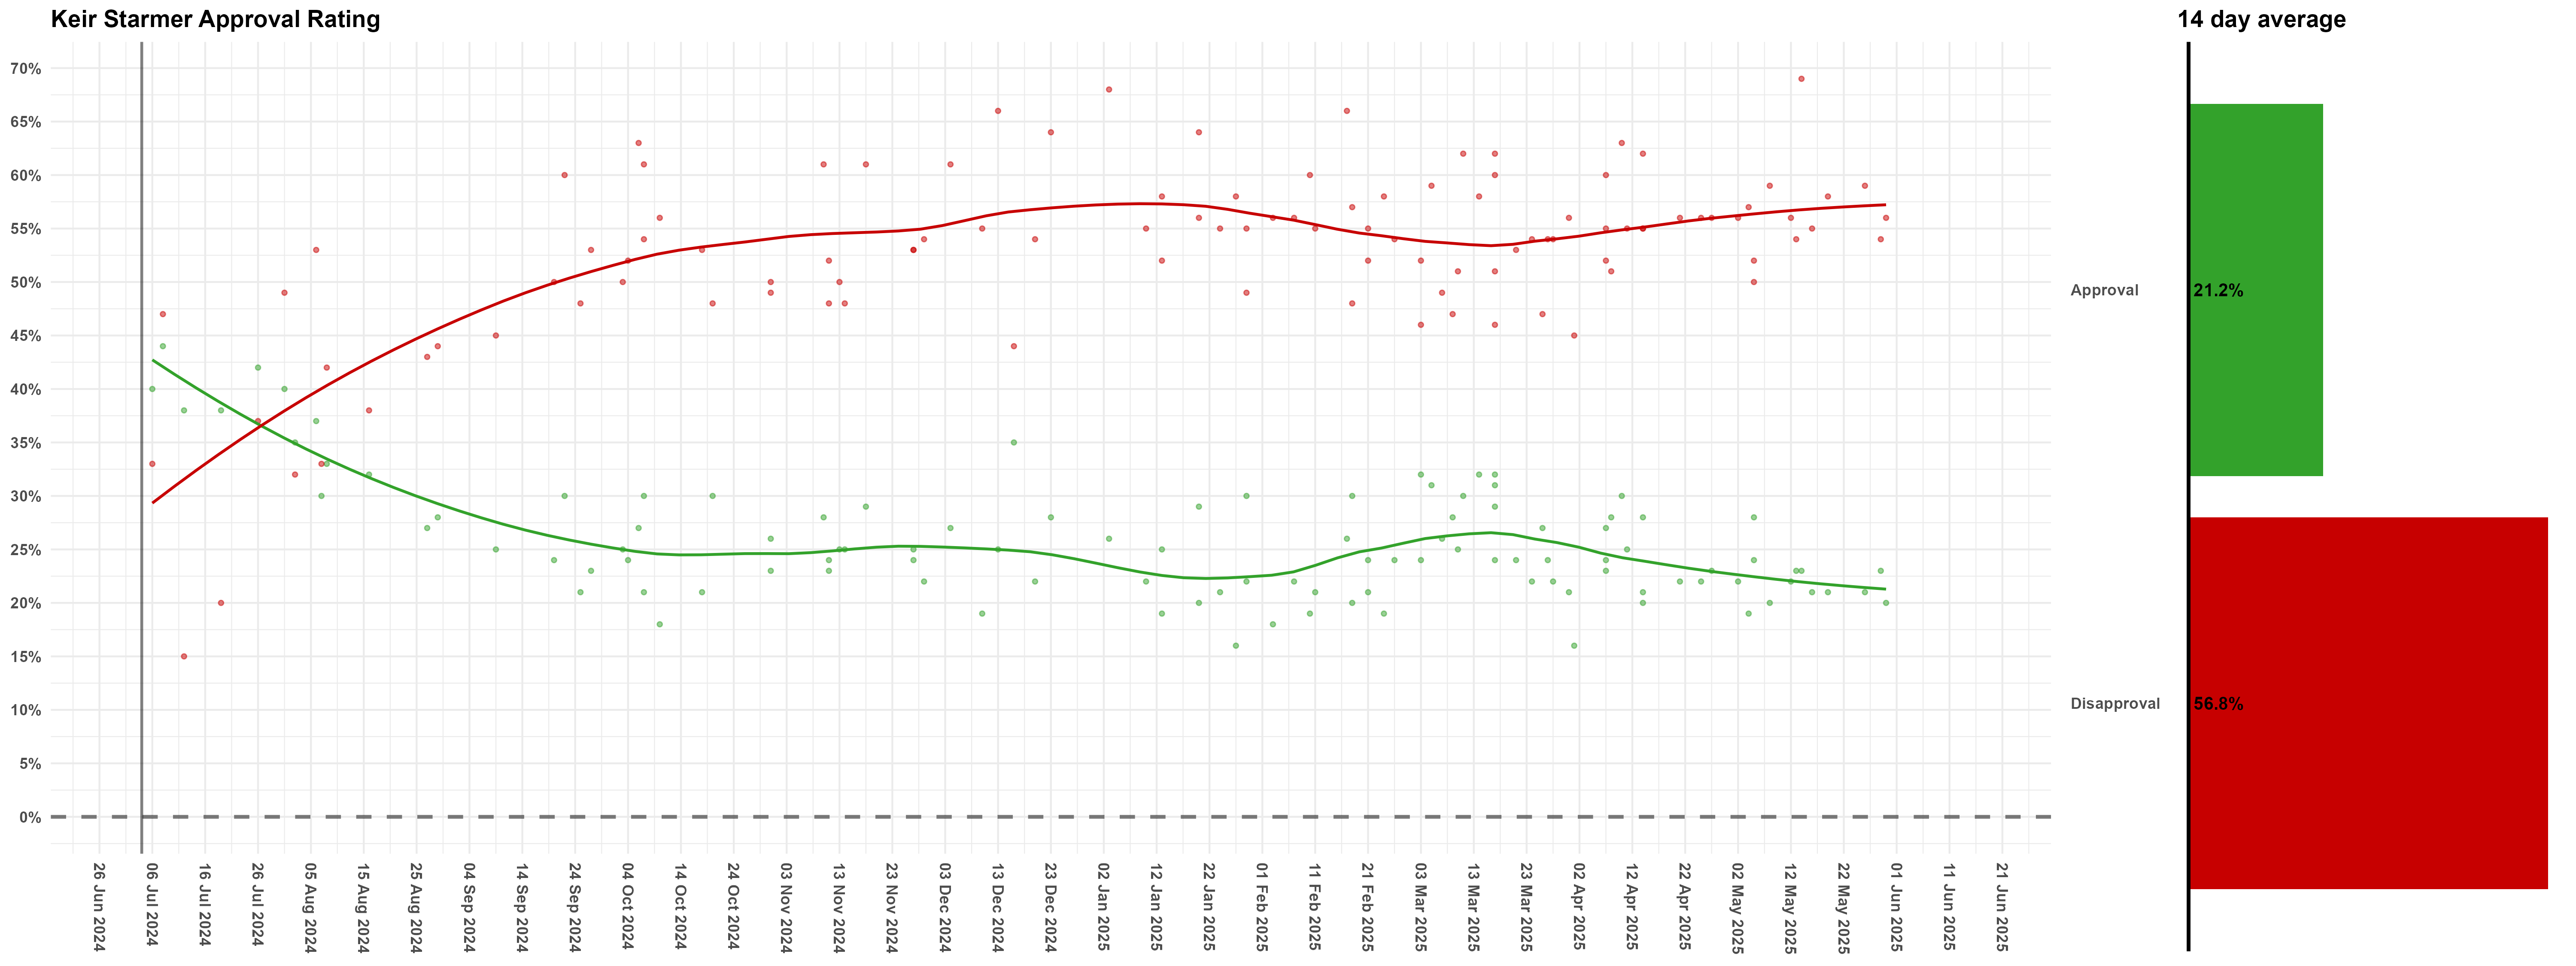 Keir Starmer Approval Rating
70%
65%
60%
55%
50%
45%
40%
35%
30%
25%
20%
15%
10%
5%
0%
26 Jun 2024
06 Jul 2024
16 Jul 2024
26 Jul 2024
05 Aug 2024
15 Aug 2024
25 Aug 2024
04 Sep 2024
14 Sep 2024
24 Sep 2024
04 Oct 2024
14 Oct 2024
24 Oct 2024
03 Nov 2024
13 Nov 2024
23 Nov 2024
03 Dec 2024
13 Dec 2024
23 Dec 2024
02 Jan 2025
12 Jan 2025
22 Jan 2025
01 Feb 2025
11 Feb 2025
21 Feb 2025
03 Mar 2025
13 Mar 2025
23 Mar 2025
02 Apr 2025
12 Apr 2025
22 Apr 2025
02 May 2025
12 May 2025
22 May 2025
01 Jun 2025
11 Jun 2025
21 Jun 2025
14 day average
Approval
21.2%
Disapproval
56.8%